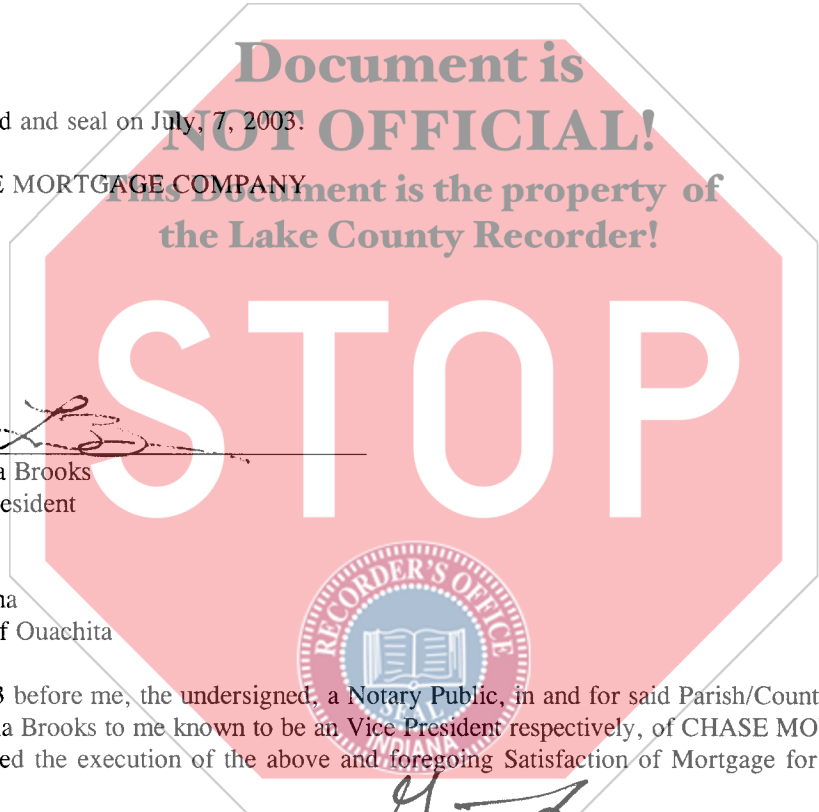 Document is
NOT OFFICIAL!
d and seal on July, 7, 2003.
This Document is the property of
E MORTGAGE COMPANY
the Lake County Recorder!
STOP
a Brooks
esident
RECORDER'S OFFICE
na
f Ouachita
3 before me, the undersigned, a Notary Public, in and for said Parish/Count
SEAL
a Brooks to me known to be an Vice President respectively, of CHASE MO
INDIANA
ed the execution of the above and foregoing Satisfaction of Mortgage for